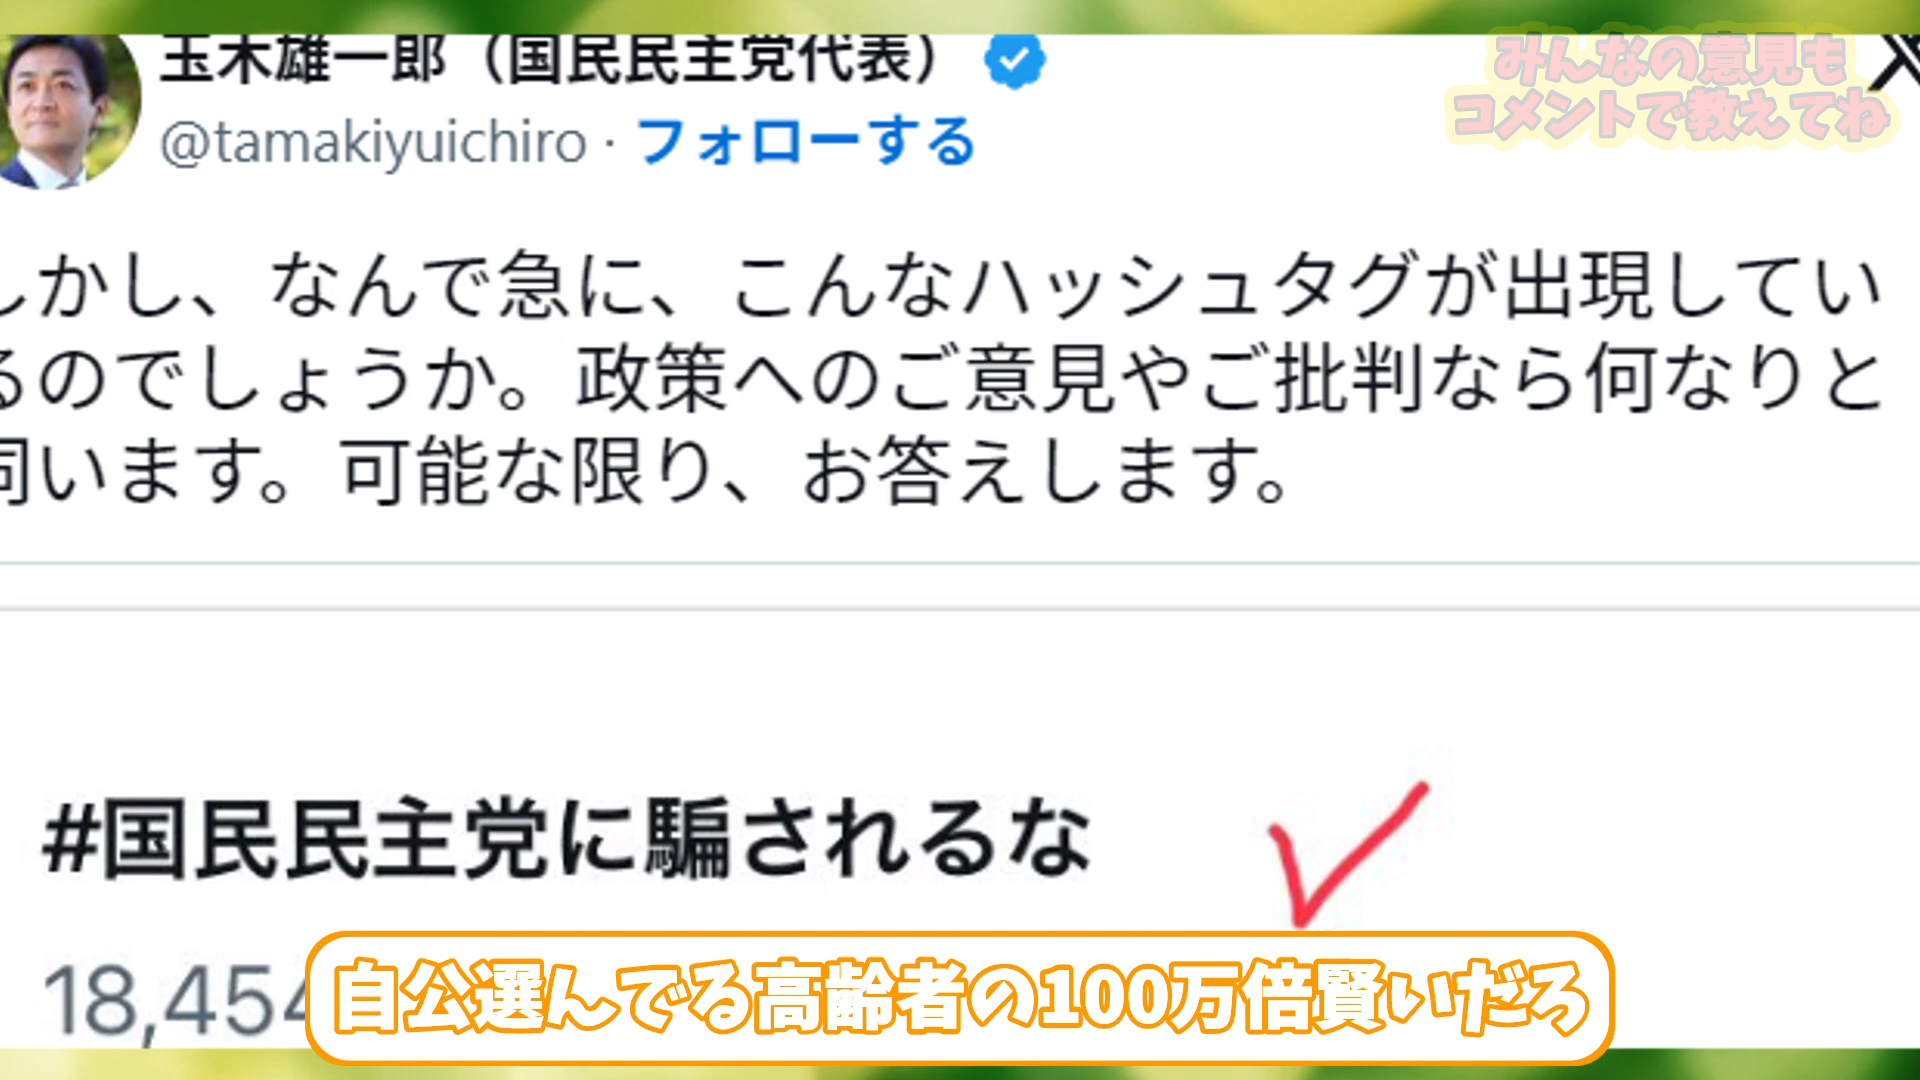 玉木雄一郎（国民民主党代表）
みんなの意見も
コメントで教えてね
@tamakiyuichiro · フォローする
しかし、なんで急に、こんなハッシュタグが出現してい
るのでしょうか。政策へのご意見やご批判なら何なりと
伺います。可能な限り、お答えします。
#国民民主党に騙されるな
18,454
自公選んでる高齢者の100万倍賢いだろ